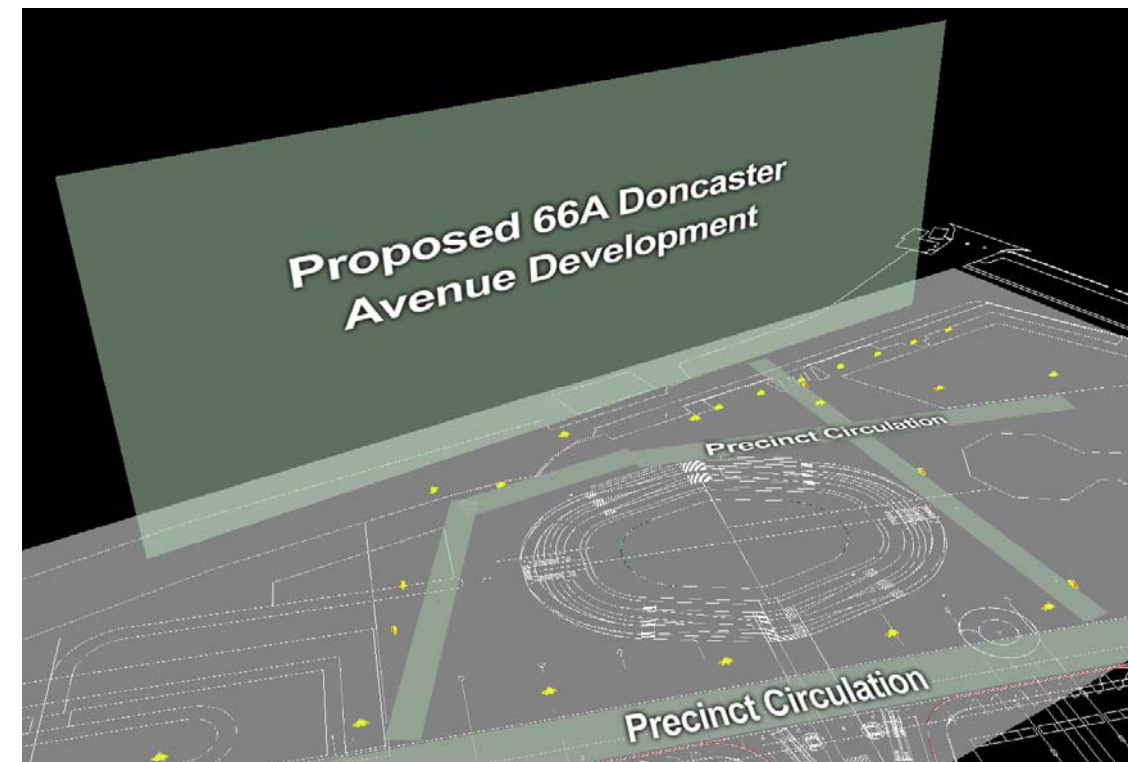 Proposed 66A Doncaster
Avenue Development
Precinct Circulation
Precinct Circulation